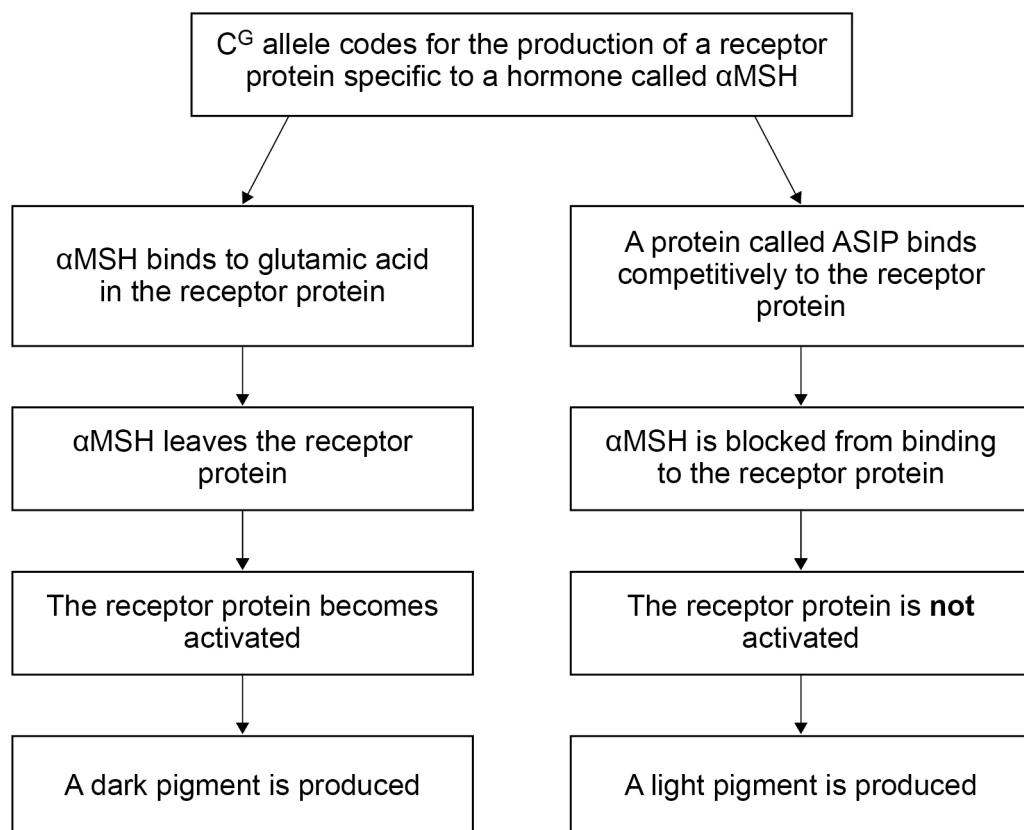 Cᴳ allele codes for the production of a receptor
protein specific to a hormone called αMSH
αMSH binds to glutamic acid
in the receptor protein
A protein called ASIP binds
competitively to the receptor
protein
αMSH leaves the receptor
protein
αMSH is blocked from binding
to the receptor protein
The receptor protein becomes
activated
The receptor protein is not
activated
A dark pigment is produced
A light pigment is produced